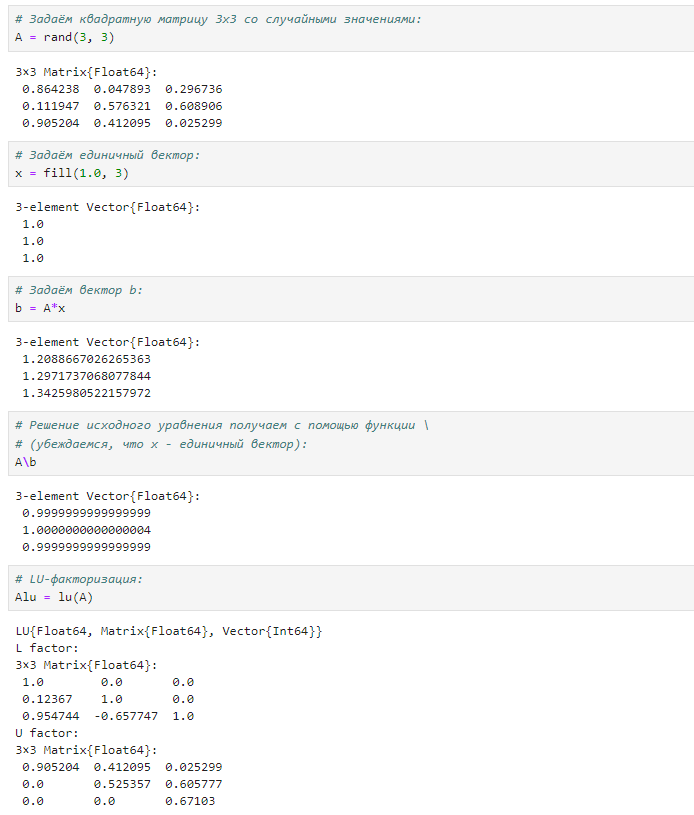 # Задаём квадратную матрицу 3x3 со случайными значениями:
A = rand(3, 3)
3×3 Matrix{Float64}:
0.864238 0.047893 0.296736
0.111947 0.576321 0.608906
0.905204 0.412095 0.025299
# Задаём единичный вектор:
x = fill(1.0, 3)
3-element Vector{Float64}:
1.0
1.0
1.0
# Задаём вектор b:
b = A*x
3-element Vector{Float64}:
1.2088667026265363
1.2971737068077844
1.3425980522157972
# Решение исходного уравнения получаем с помощью функции \
# (убеждаемся, что x - единичный вектор):
A\b
3-element Vector{Float64}:
0.9999999999999999
1.0000000000000004
0.9999999999999999
# LU-факторизация:
Alu = lu(A)
LU{Float64, Matrix{Float64}, Vector{Int64}}
L factor:
3×3 Matrix{Float64}:
1.0 0.0 0.0
0.12367 1.0 0.0
0.954744 -0.657747 1.0
U factor:
3×3 Matrix{Float64}:
0.905204 0.412095 0.025299
0.0 0.525357 0.605777
0.0 0.0 0.67103